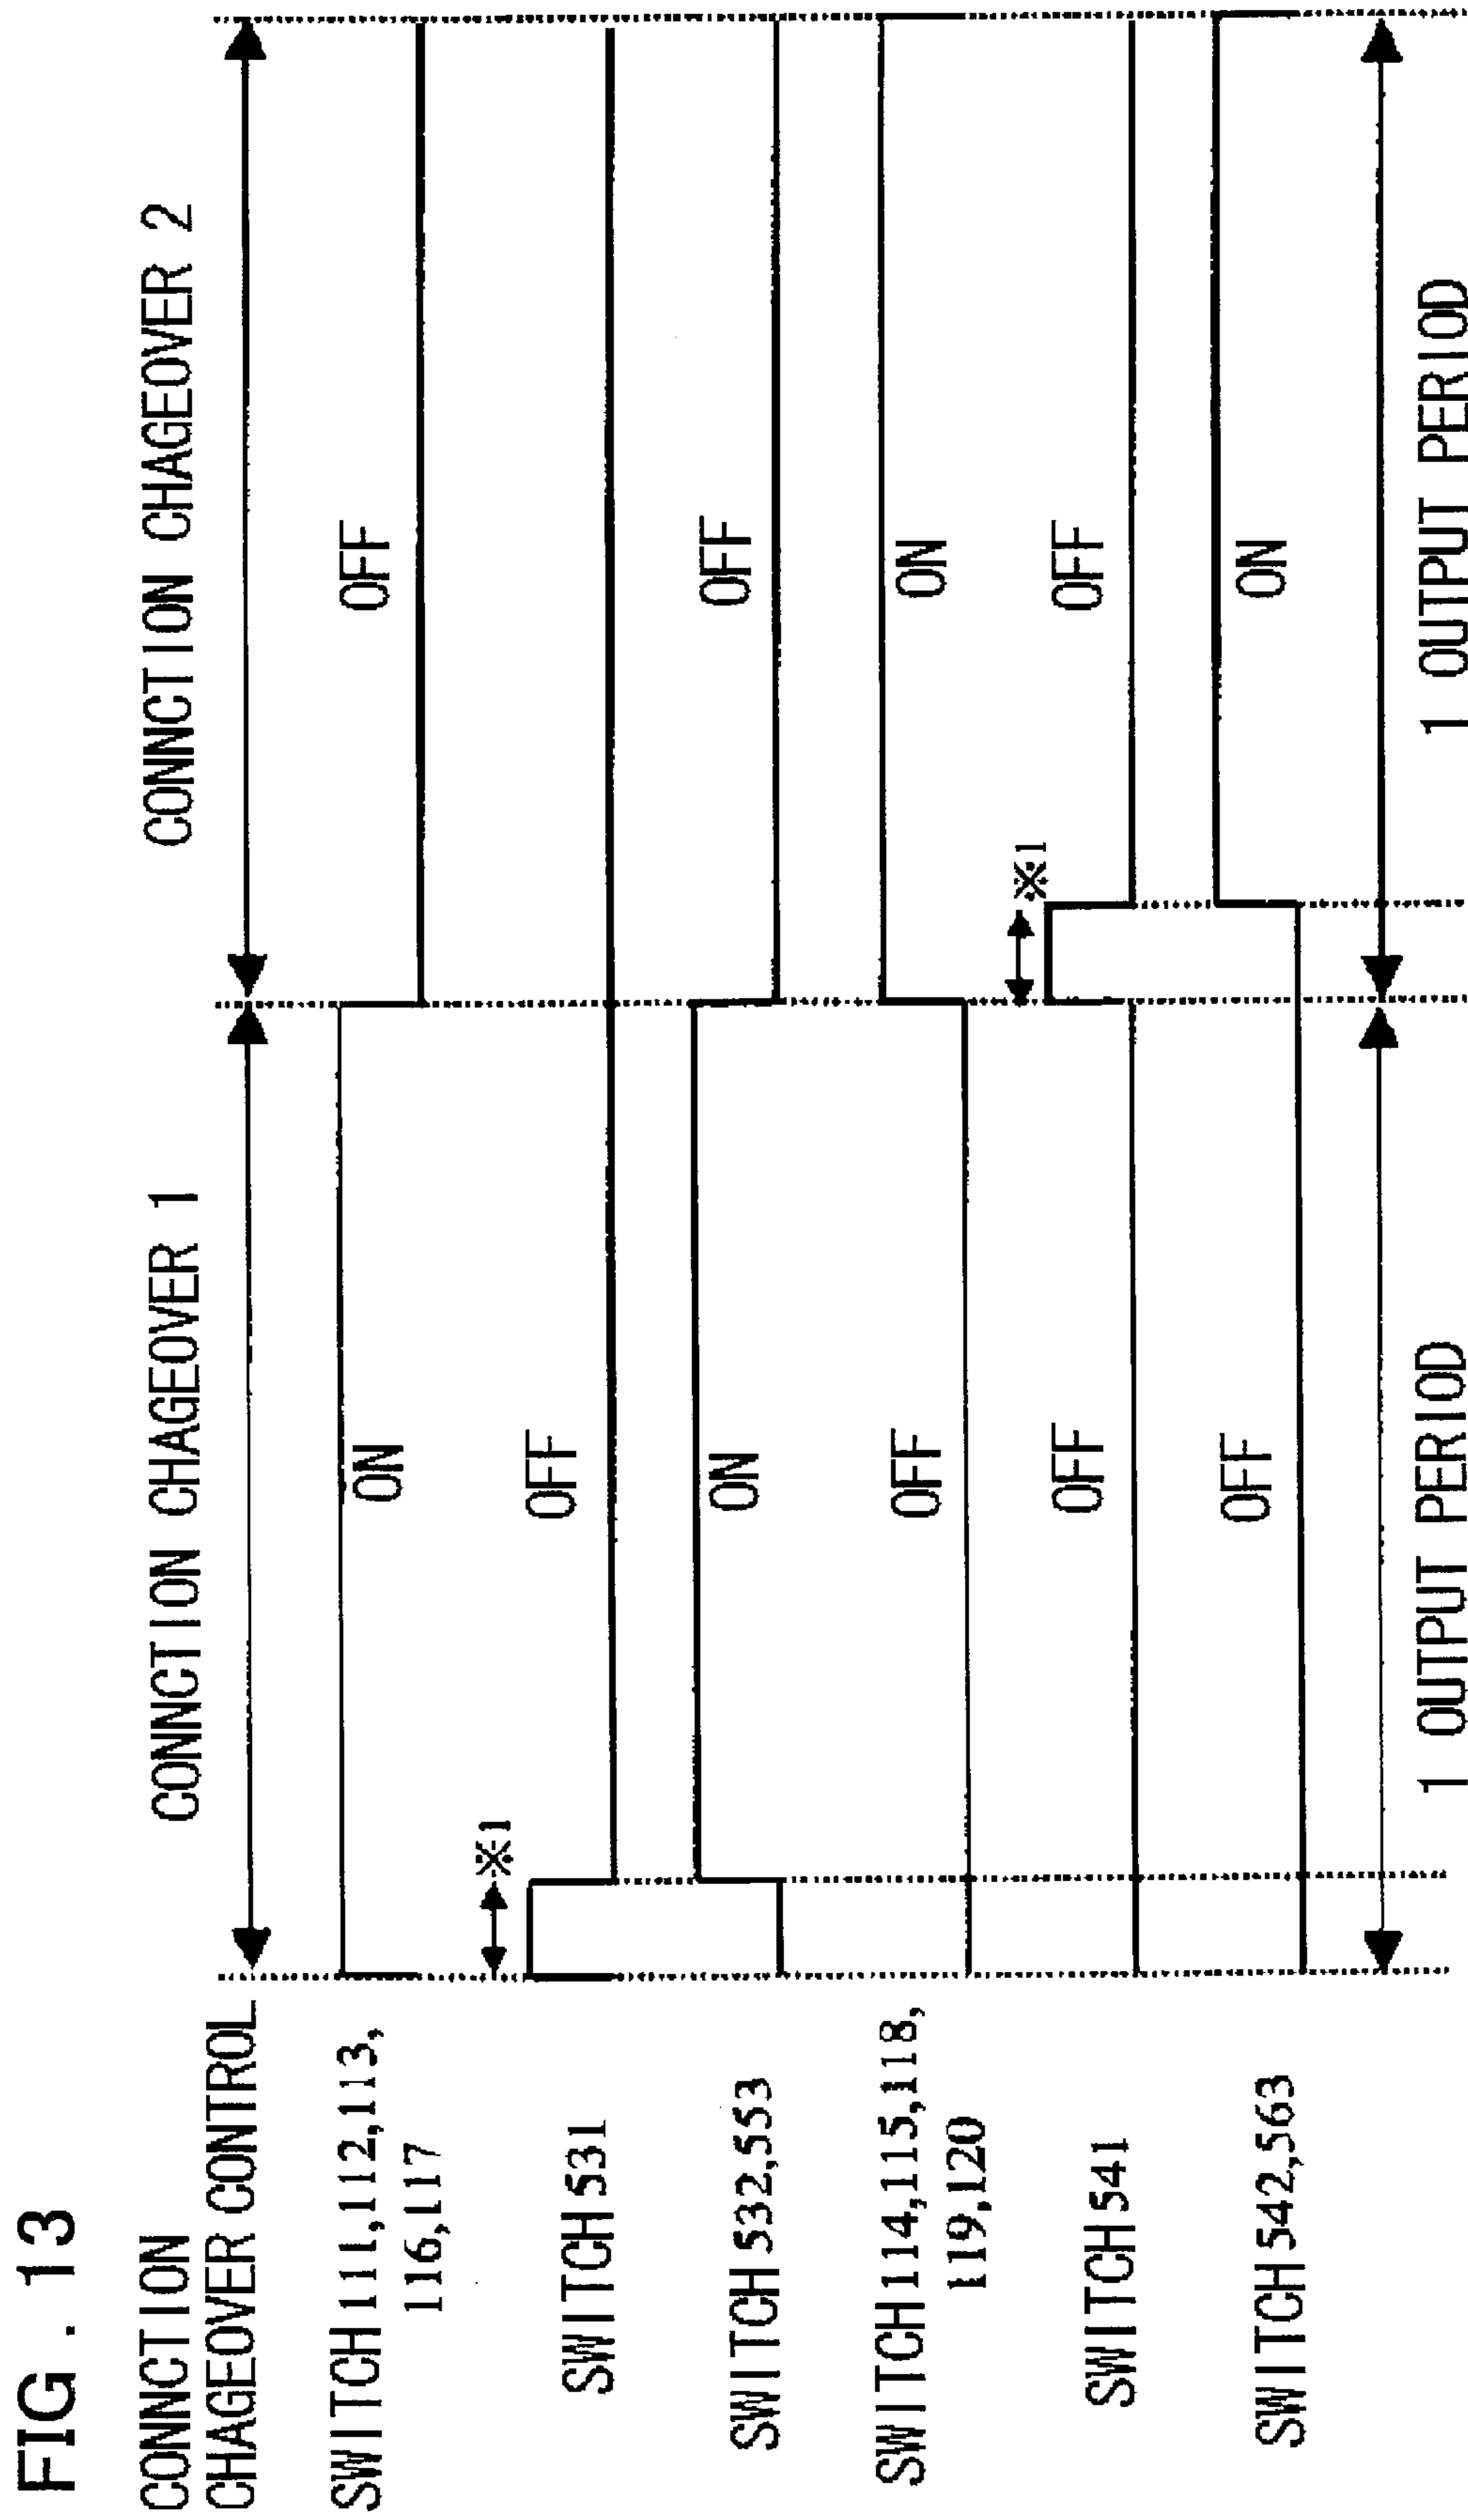 FIG. 13
CONNCTION
CHAGEOVER CONTROL
CONNCTION CHAGEOVER 1
CONNCTION CHAGEOVER 2
SWITCH 111,112,113,
116,117
ON
OFF
SWITCH 531
※1
OFF
SWITCH 532,553
ON
OFF
SWITCH 114,115,118,
119,120
OFF
ON
SWITCH 541
OFF
※1
OFF
SWITCH 542,563
OFF
ON
1 OUTPUT PERIOD
1 OUTPUT PERIOD